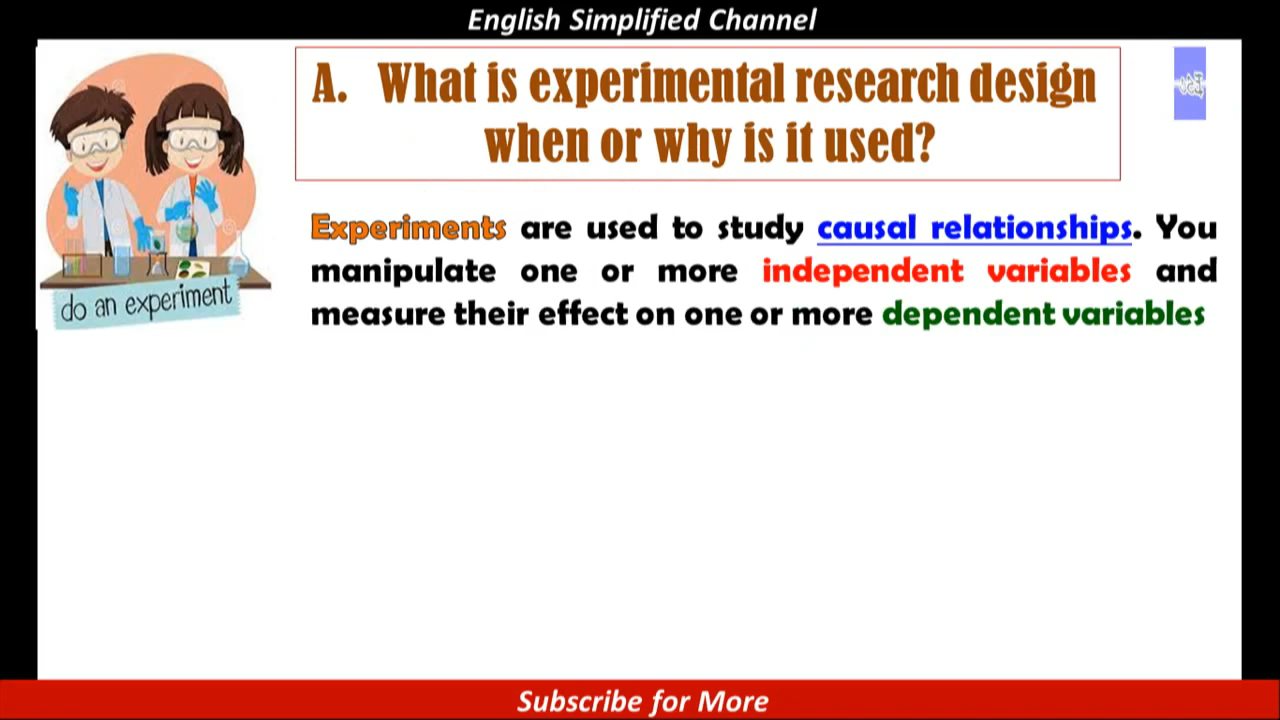 English Simplified Channel
A. What is experimental research design
when or why is it used?
Experiments are used to study causal relationships. You
manipulate one or more independent variables and
measure their effect on one or more dependent variables
do an experiment
Subscribe for More